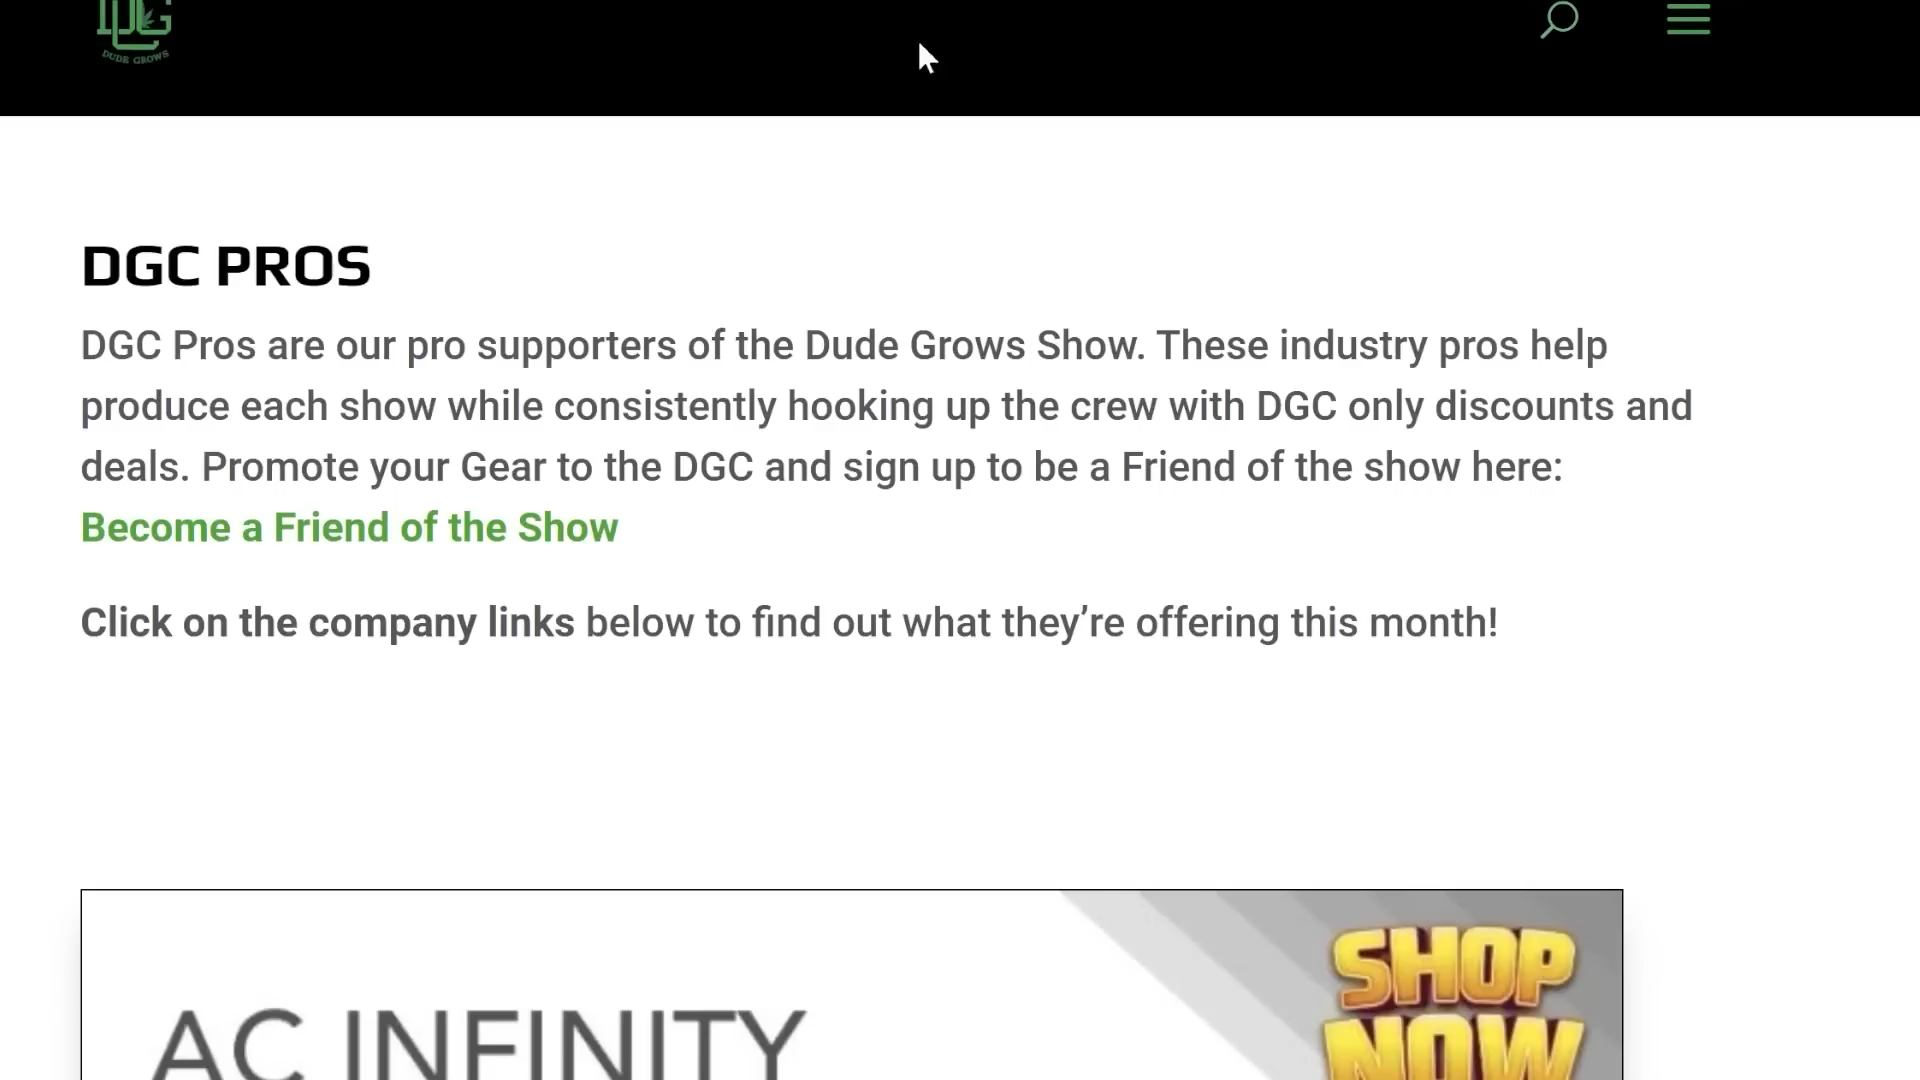 DUDE GROWS
DGC PROS
DGC Pros are our pro supporters of the Dude Grows Show. These industry pros help
produce each show while consistently hooking up the crew with DGC only discounts and
deals. Promote your Gear to the DGC and sign up to be a Friend of the show here:
Become a Friend of the Show
Click on the company links below to find out what they’re offering this month!
AC INFINITY
SHOP
NOW